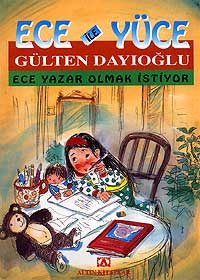 ECE İLE YÜCE
GÜLTEN DAYIOĞLU
ECE YAZAR OLMAK İSTİYOR
ALTIN KİTAPLAR